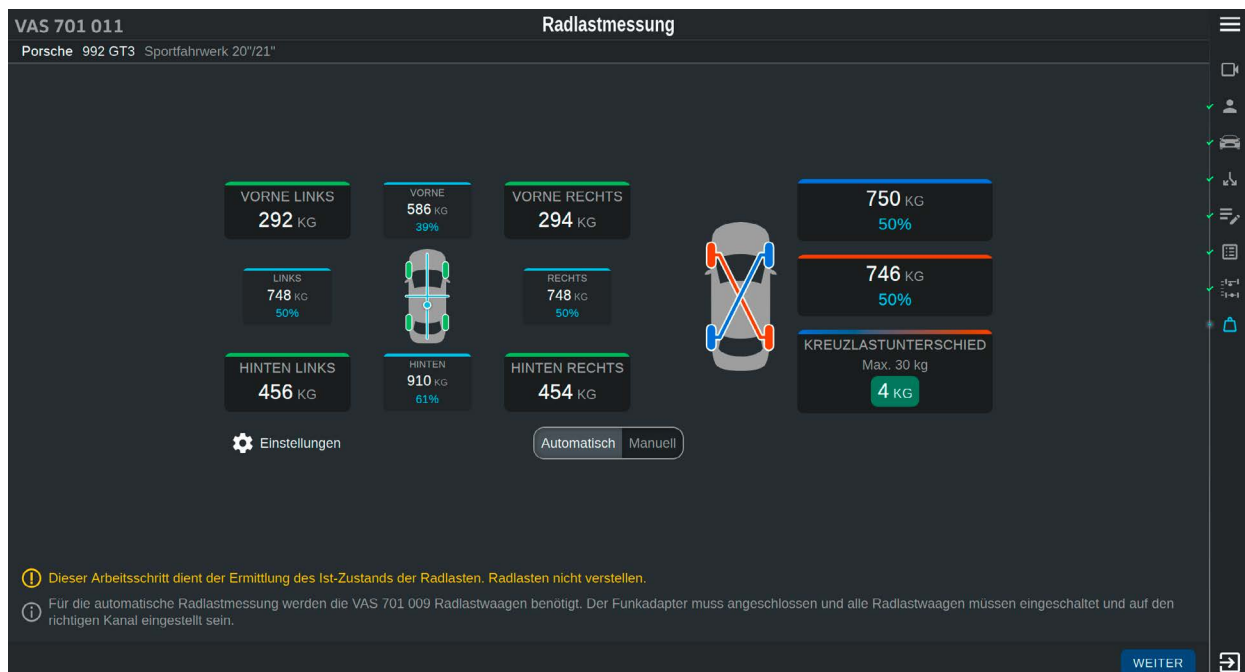 VAS 701 011
Radlastmessung
Porsche 992 GT3 Sportfahrwerk 20"/21"
VORNE LINKS
292 KG
VORNE
586 KG
39%
VORNE RECHTS
294 KG
750 KG
50%
LINKS
748 KG
50%
RECHTS
748 KG
50%
746 KG
50%
HINTEN LINKS
456 KG
HINTEN
910 KG
61%
HINTEN RECHTS
454 KG
KREUZLASTUNTERSCHIED
Max. 30 kg
4 KG
Einstellungen
Automatisch Manuell
Dieser Arbeitsschritt dient der Ermittlung des Ist-Zustands der Radlasten. Radlasten nicht verstellen.
Für die automatische Radlastmessung werden die VAS 701 009 Radlastwaagen benötigt. Der Funkadapter muss angeschlossen und alle Radlastwaagen müssen eingeschaltet und auf den
richtigen Kanal eingestellt sein.
WEITER